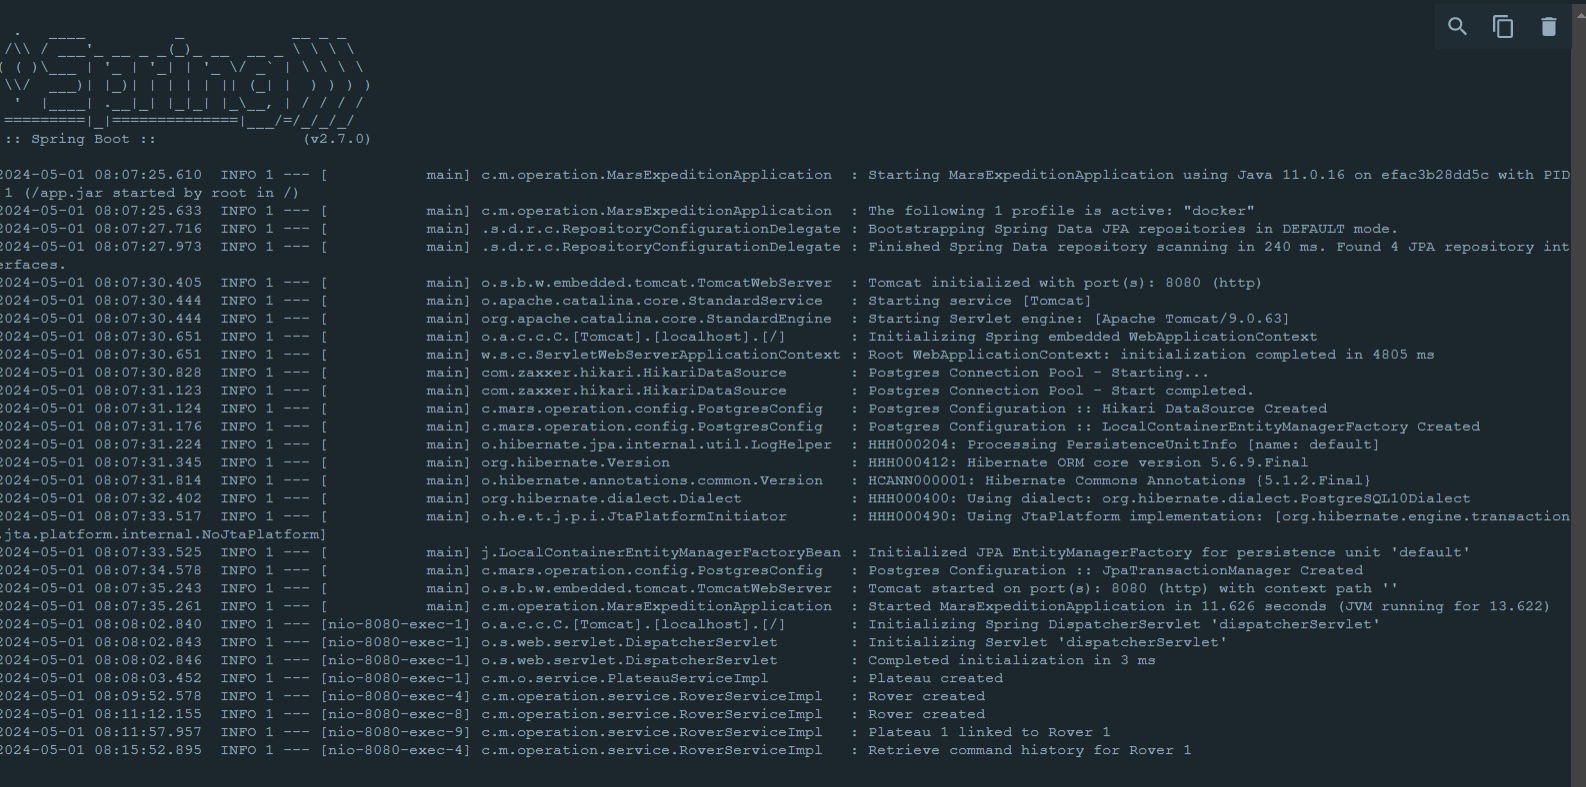 :: Spring Boot ::                (v2.7.0)
2024-05-01 08:07:25.610  INFO 1 --- [           main] c.m.operation.MarsExpeditionApplication  : Starting MarsExpeditionApplication using Java 11.0.16 on efac3b28dd5c with PID
1 (/app.jar started by root in /)
2024-05-01 08:07:25.633  INFO 1 --- [           main] c.m.operation.MarsExpeditionApplication  : The following 1 profile is active: "docker"
2024-05-01 08:07:27.716  INFO 1 --- [           main] .s.d.r.c.RepositoryConfigurationDelegate : Bootstrapping Spring Data JPA repositories in DEFAULT mode.
2024-05-01 08:07:27.973  INFO 1 --- [           main] .s.d.r.c.RepositoryConfigurationDelegate : Finished Spring Data repository scanning in 240 ms. Found 4 JPA repository int
erfaces.
2024-05-01 08:07:30.405  INFO 1 --- [           main] o.s.b.w.embedded.tomcat.TomcatWebServer  : Tomcat initialized with port(s): 8080 (http)
2024-05-01 08:07:30.444  INFO 1 --- [           main] o.apache.catalina.core.StandardService   : Starting service [Tomcat]
2024-05-01 08:07:30.444  INFO 1 --- [           main] org.apache.catalina.core.StandardEngine  : Starting Servlet engine: [Apache Tomcat/9.0.63]
2024-05-01 08:07:30.651  INFO 1 --- [           main] o.a.c.c.C.[Tomcat].[localhost].[/]       : Initializing Spring embedded WebApplicationContext
2024-05-01 08:07:30.651  INFO 1 --- [           main] w.s.c.ServletWebServerApplicationContext : Root WebApplicationContext: initialization completed in 4805 ms
2024-05-01 08:07:30.828  INFO 1 --- [           main] com.zaxxer.hikari.HikariDataSource       : Postgres Connection Pool - Starting...
2024-05-01 08:07:31.123  INFO 1 --- [           main] com.zaxxer.hikari.HikariDataSource       : Postgres Connection Pool - Start completed.
2024-05-01 08:07:31.124  INFO 1 --- [           main] c.mars.operation.config.PostgresConfig   : Postgres Configuration :: Hikari DataSource Created
2024-05-01 08:07:31.176  INFO 1 --- [           main] c.mars.operation.config.PostgresConfig   : Postgres Configuration :: LocalContainerEntityManagerFactory Created
2024-05-01 08:07:31.224  INFO 1 --- [           main] o.hibernate.jpa.internal.util.LogHelper  : HHH000204: Processing PersistenceUnitInfo [name: default]
2024-05-01 08:07:31.345  INFO 1 --- [           main] org.hibernate.Version                    : HHH000412: Hibernate ORM core version 5.6.9.Final
2024-05-01 08:07:31.814  INFO 1 --- [           main] o.hibernate.annotations.common.Version   : HCANN000001: Hibernate Commons Annotations {5.1.2.Final}
2024-05-01 08:07:32.402  INFO 1 --- [           main] org.hibernate.dialect.Dialect            : HHH000400: Using dialect: org.hibernate.dialect.PostgreSQL10Dialect
2024-05-01 08:07:33.517  INFO 1 --- [           main] o.h.e.t.j.p.i.JtaPlatformInitiator       : HHH000490: Using JtaPlatform implementation: [org.hibernate.engine.transaction
.jta.platform.internal.NoJtaPlatform]
2024-05-01 08:07:33.525  INFO 1 --- [           main] j.LocalContainerEntityManagerFactoryBean : Initialized JPA EntityManagerFactory for persistence unit 'default'
2024-05-01 08:07:34.578  INFO 1 --- [           main] c.mars.operation.config.PostgresConfig   : Postgres Configuration :: JpaTransactionManager Created
2024-05-01 08:07:35.243  INFO 1 --- [           main] o.s.b.w.embedded.tomcat.TomcatWebServer  : Tomcat started on port(s): 8080 (http) with context path ''
2024-05-01 08:07:35.261  INFO 1 --- [           main] c.m.operation.MarsExpeditionApplication  : Started MarsExpeditionApplication in 11.626 seconds (JVM running for 13.622)
2024-05-01 08:08:02.840  INFO 1 --- [nio-8080-exec-1] o.a.c.c.C.[Tomcat].[localhost].[/]       : Initializing Spring DispatcherServlet 'dispatcherServlet'
2024-05-01 08:08:02.843  INFO 1 --- [nio-8080-exec-1] o.s.web.servlet.DispatcherServlet        : Initializing Servlet 'dispatcherServlet'
2024-05-01 08:08:02.846  INFO 1 --- [nio-8080-exec-1] o.s.web.servlet.DispatcherServlet        : Completed initialization in 3 ms
2024-05-01 08:08:03.452  INFO 1 --- [nio-8080-exec-1] c.m.o.service.PlateauServiceImpl         : Plateau created
2024-05-01 08:09:52.578  INFO 1 --- [nio-8080-exec-4] c.m.operation.service.RoverServiceImpl   : Rover created
2024-05-01 08:11:12.155  INFO 1 --- [nio-8080-exec-8] c.m.operation.service.RoverServiceImpl   : Rover created
2024-05-01 08:11:57.957  INFO 1 --- [nio-8080-exec-9] c.m.operation.service.RoverServiceImpl   : Plateau 1 linked to Rover 1
2024-05-01 08:15:52.895  INFO 1 --- [nio-8080-exec-4] c.m.operation.service.RoverServiceImpl   : Retrieve command history for Rover 1